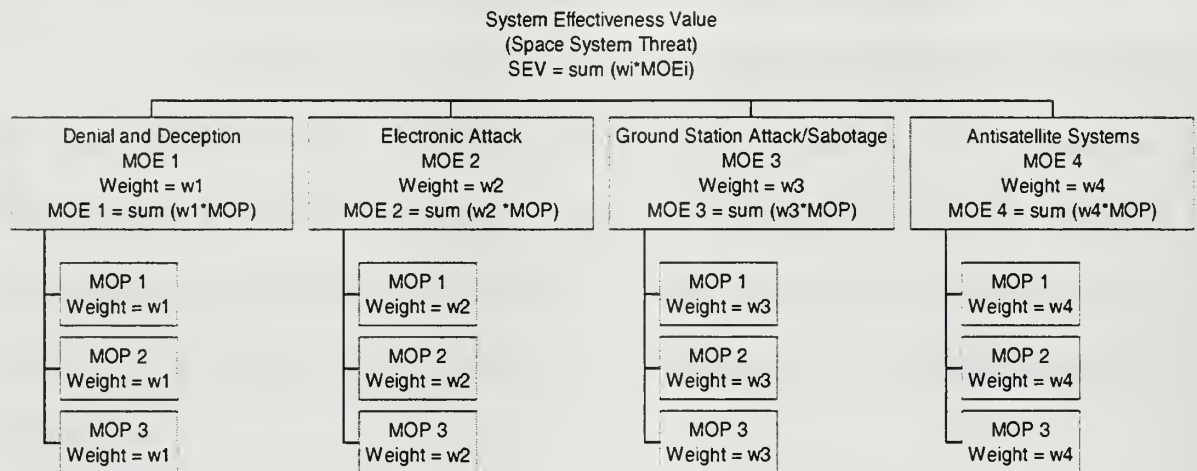 System Effectiveness Value
(Space System Threat)
SEV = sum (wi*MOEi)
Denial and Deception
MOE 1
Weight = w1
MOE 1 = sum (w1*MOP)
Electronic Attack
MOE 2
Weight = w2
MOE 2 = sum (w2 *MOP)
Ground Station Attack/Sabotage
MOE 3
Weight = w3
MOE 3 = sum (w3*MOP)
Antisatellite Systems
MOE 4
Weight = w4
MOE 4 = sum (w4*MOP)
MOP 1
Weight = w1
MOP 2
Weight = w1
MOP 3
Weight = w1
MOP 1
Weight = w2
MOP 2
Weight = w2
MOP 3
Weight = w2
MOP 1
Weight = w3
MOP 2
Weight = w3
MOP 3
Weight = w3
MOP 1
Weight = w4
MOP 2
Weight = w4
MOP 3
Weight = w4